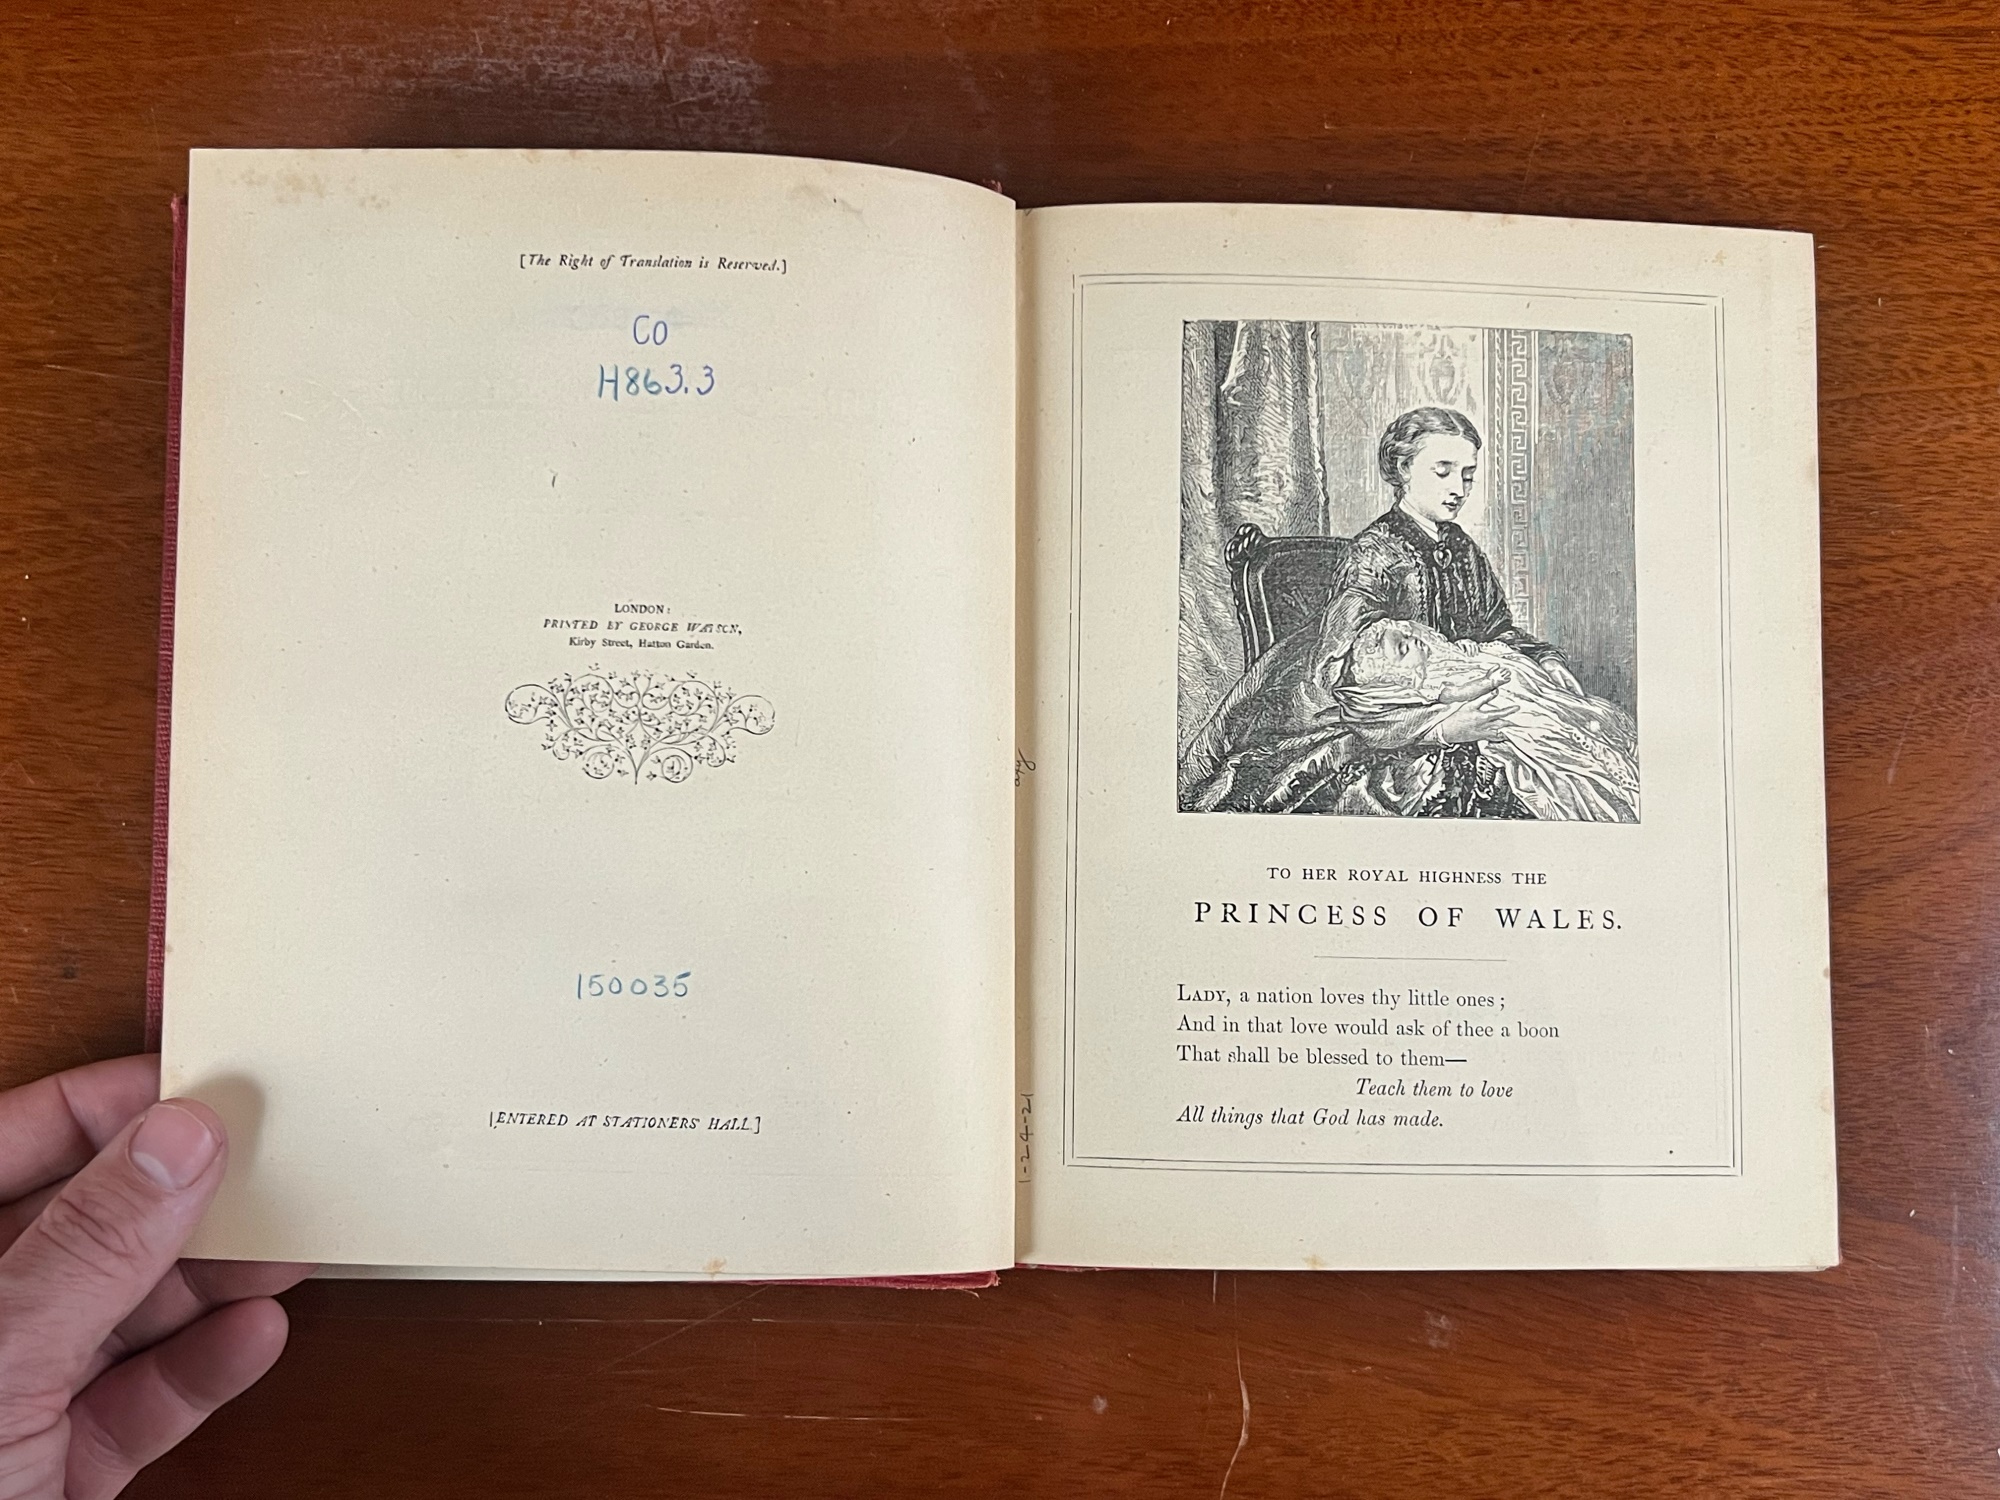 [The Right of Translation is Reserved.]
Co
H863.3
LONDON:
PRINTED BY GEORGE WATSON,
Kirby Street, Hatton Garden.
150035
[ENTERED AT STATIONERS' HALL.]
1-24-21
TO HER ROYAL HIGHNESS THE
PRINCESS OF WALES.
LADY, a nation loves thy little ones;
And in that love would ask of thee a boon
That shall be blessed to them—
Teach them to love
All things that God has made.